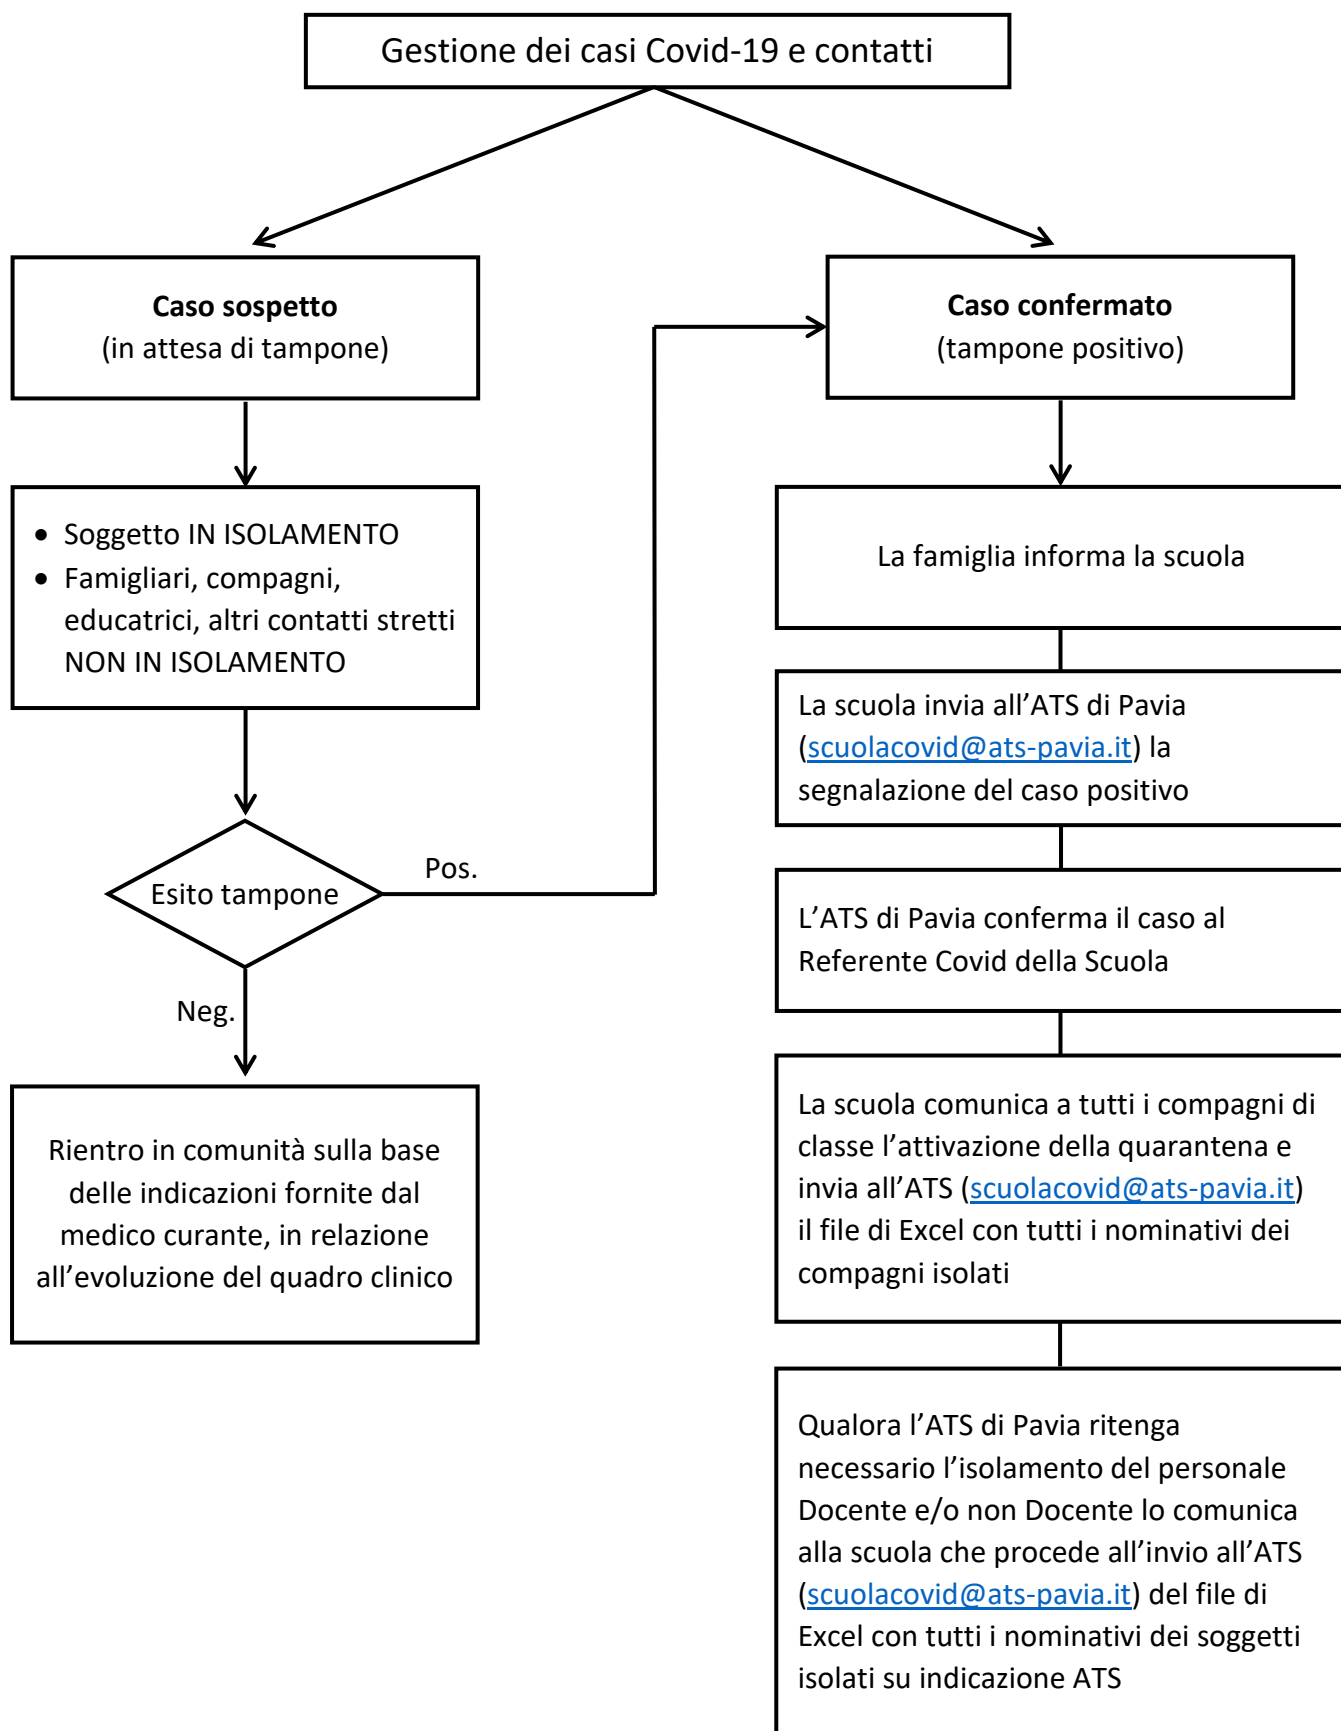 Gestione dei casi Covid-19 e contatti
Caso sospetto
(in attesa di tampone)
• Soggetto IN ISOLAMENTO
• Famigliari, compagni,
educatrici, altri contatti stretti
NON IN ISOLAMENTO
Esito tampone
Pos.
Neg.
Rientro in comunità sulla base
delle indicazioni fornite dal
medico curante, in relazione
all’evoluzione del quadro clinico
Caso confermato
(tampone positivo)
La famiglia informa la scuola
La scuola invia all’ATS di Pavia
(scuolacovid@ats-pavia.it) la
segnalazione del caso positivo
L’ATS di Pavia conferma il caso al
Referente Covid della Scuola
La scuola comunica a tutti i compagni di
classe l’attivazione della quarantena e
invia all’ATS (scuolacovid@ats-pavia.it)
il file di Excel con tutti i nominativi dei
compagni isolati
Qualora l’ATS di Pavia ritenga
necessario l’isolamento del personale
Docente e/o non Docente lo comunica
alla scuola che procede all’invio all’ATS
(scuolacovid@ats-pavia.it) del file di
Excel con tutti i nominativi dei soggetti
isolati su indicazione ATS